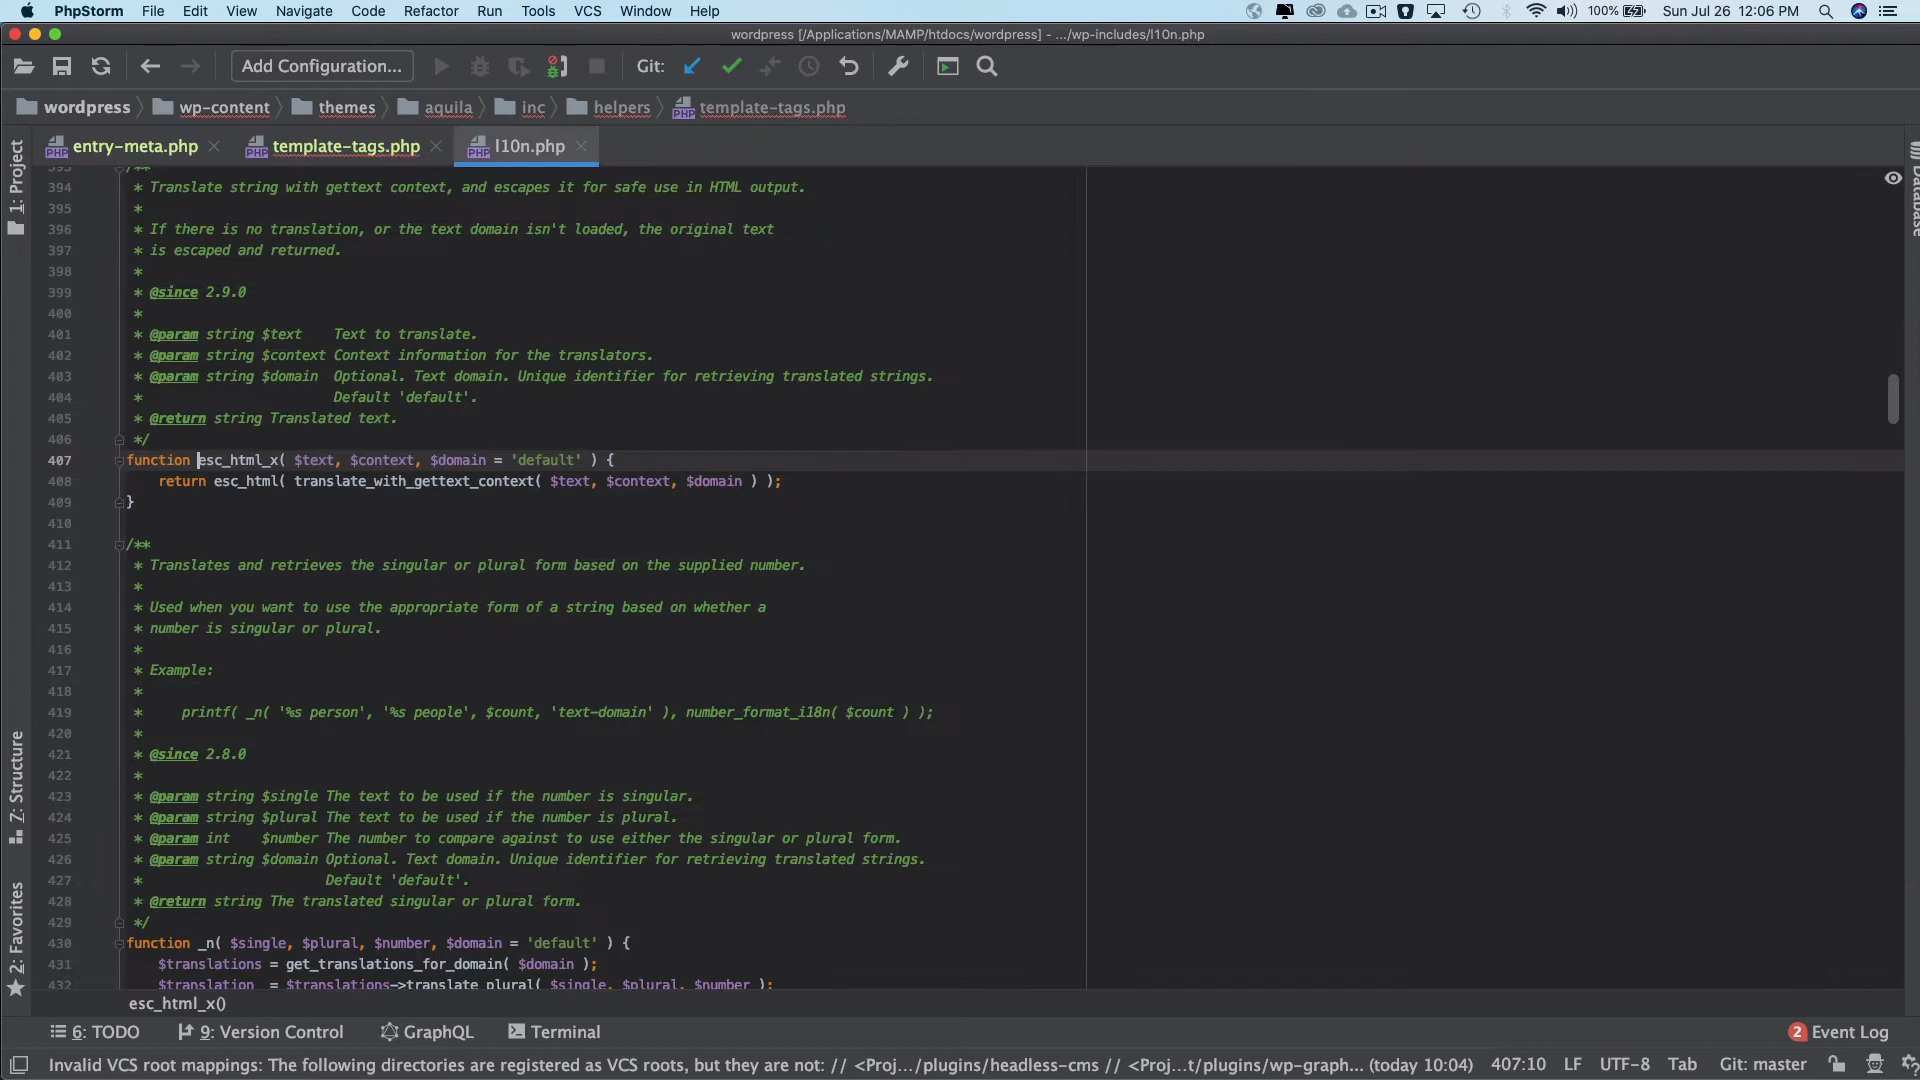 PhpStorm File Edit View Navigate Code Refactor Run Tools VCS Window Help 100% Sun Jul 26 12:06 PM
wordpress [/Applications/MAMP/htdocs/wordpress] - .../wp-includes/l10n.php
Add Configuration... Git:
wordpress wp-content themes aquila inc helpers template-tags.php
entry-meta.php template-tags.php l10n.php
1: Project
Database
7: Structure
2: Favorites
393 /**
394 * Translate string with gettext context, and escapes it for safe use in HTML output.
395 *
396 * If there is no translation, or the text domain isn't loaded, the original text
397 * is escaped and returned.
398 *
399 * @since 2.9.0
400 *
401 * @param string $text    Text to translate.
402 * @param string $context Context information for the translators.
403 * @param string $domain  Optional. Text domain. Unique identifier for retrieving translated strings.
404 *                        Default 'default'.
405 * @return string Translated text.
406 */
407 function esc_html_x( $text, $context, $domain = 'default' ) {
408     return esc_html( translate_with_gettext_context( $text, $context, $domain ) );
409 }
410
411 /**
412 * Translates and retrieves the singular or plural form based on the supplied number.
413 *
414 * Used when you want to use the appropriate form of a string based on whether a
415 * number is singular or plural.
416 *
417 * Example:
418 *
419 *     printf( _n( '%s person', '%s people', $count, 'text-domain' ), number_format_i18n( $count ) );
420 *
421 * @since 2.8.0
422 *
423 * @param string $single The text to be used if the number is singular.
424 * @param string $plural The text to be used if the number is plural.
425 * @param int    $number The number to compare against to use either the singular or plural form.
426 * @param string $domain Optional. Text domain. Unique identifier for retrieving translated strings.
427 *                       Default 'default'.
428 * @return string The translated singular or plural form.
429 */
430 function _n( $single, $plural, $number, $domain = 'default' ) {
431     $translations = get_translations_for_domain( $domain );
432     $translation  = $translations->translate_plural( $single, $plural, $number );
esc_html_x()
6: TODO 9: Version Control GraphQL Terminal 2 Event Log
Invalid VCS root mappings: The following directories are registered as VCS roots, but they are not: // <Proj.../plugins/headless-cms // <Proj...t/plugins/wp-graph... (today 10:04) 407:10 LF UTF-8 Tab Git: master